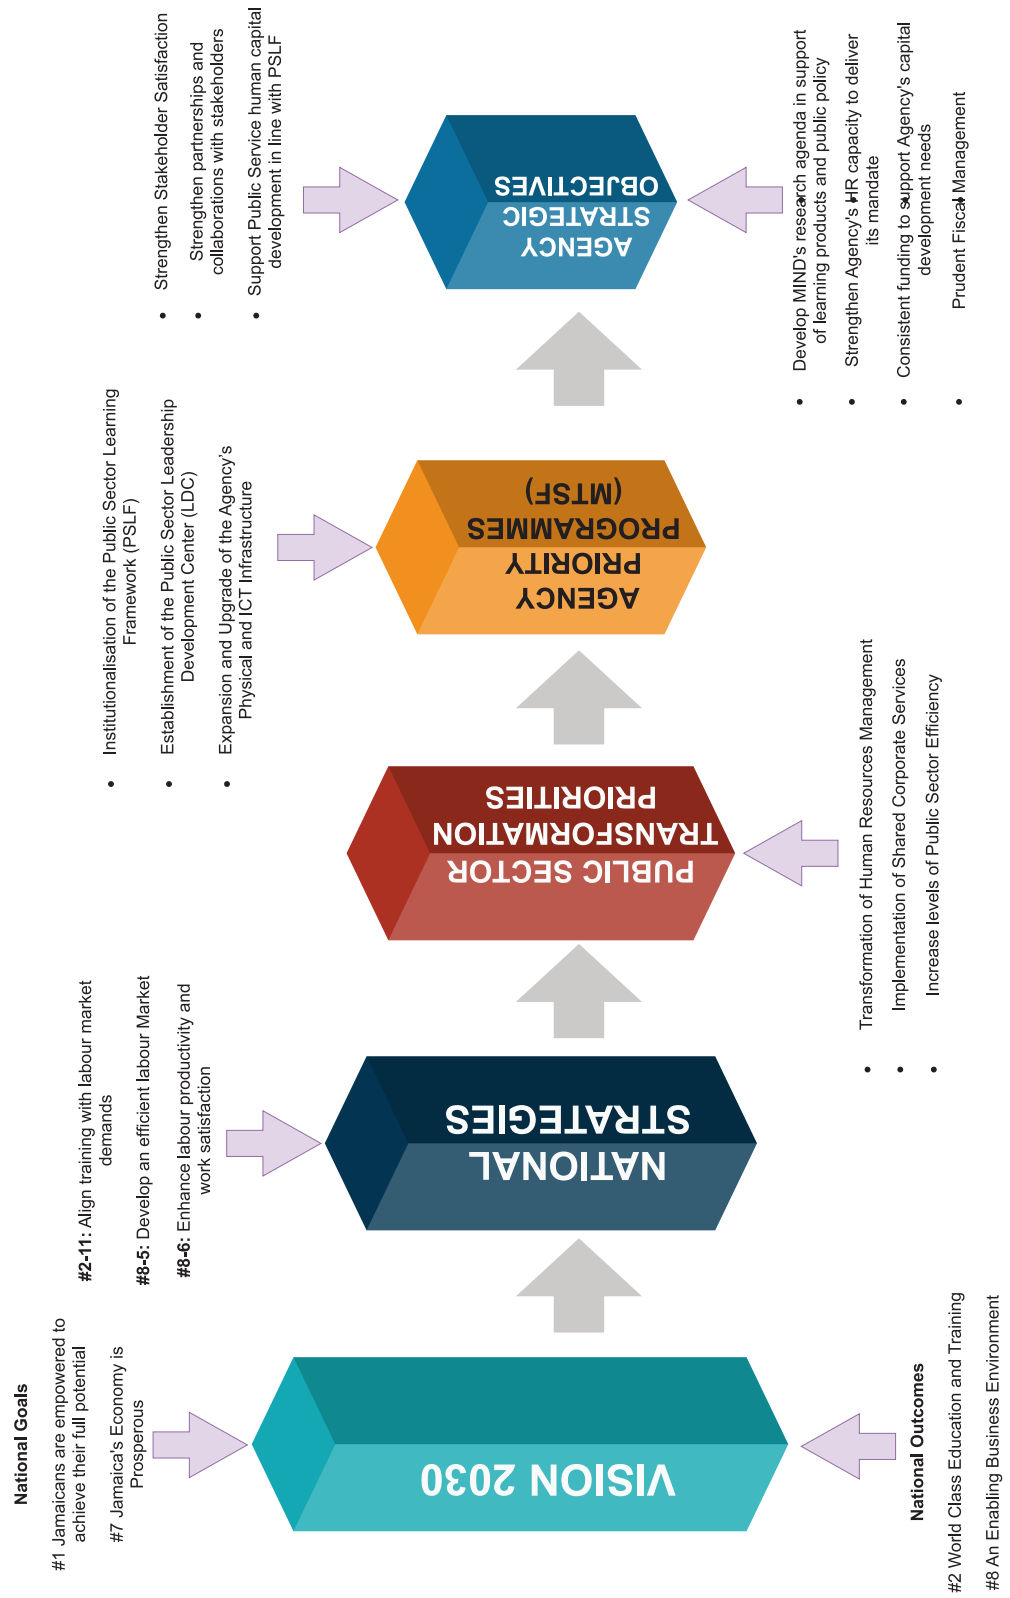 National Goals
#1 Jamaicans are empowered to
achieve their full potential
#7 Jamaica's Economy is
Prosperous
VISION 2030
National Outcomes
#2 World Class Education and Training
#8 An Enabling Business Environment
#2-11: Align training with labour market
demands
#8-5: Develop an efficient labour Market
#8-6: Enhance labour productivity and
work satisfaction
NATIONAL
STRATEGIES
PUBLIC SECTOR
TRANSFORMATION
PRIORITIES
• Transformation of Human Resources Management
• Implementation of Shared Corporate Services
• Increase levels of Public Sector Efficiency
• Institutionalisation of the Public Sector Learning
Framework (PSLF)
• Establishment of the Public Sector Leadership
Development Center (LDC)
• Expansion and Upgrade of the Agency's
Physical and ICT Infrastructure
AGENCY
PRIORITY
PROGRAMMES
(MTSF)
• Strengthen Stakeholder Satisfaction
• Strengthen partnerships and
collaborations with stakeholders
• Support Public Service human capital
development in line with PSLF
AGENCY
STRATEGIC
OBJECTIVES
• Develop MIND's research agenda in support
of learning products and public policy
• Strengthen Agency's HR capacity to deliver
its mandate
• Consistent funding to support Agency's capital
development needs
• Prudent Fiscal Management